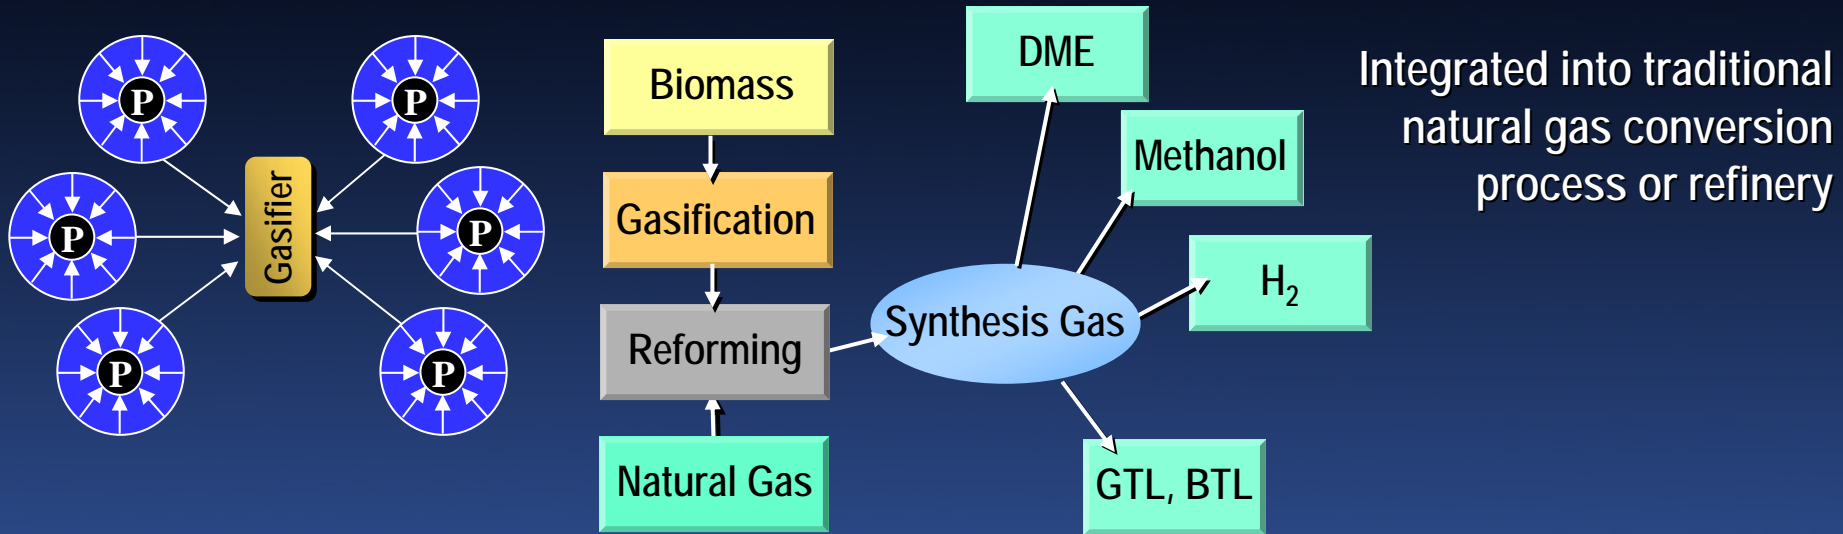 P
P
P
P
P
P
Gasifier
Biomass
Gasification
Reforming
Natural Gas
Synthesis Gas
DME
Methanol
H₂
GTL, BTL
Integrated into traditional
natural gas conversion
process or refinery